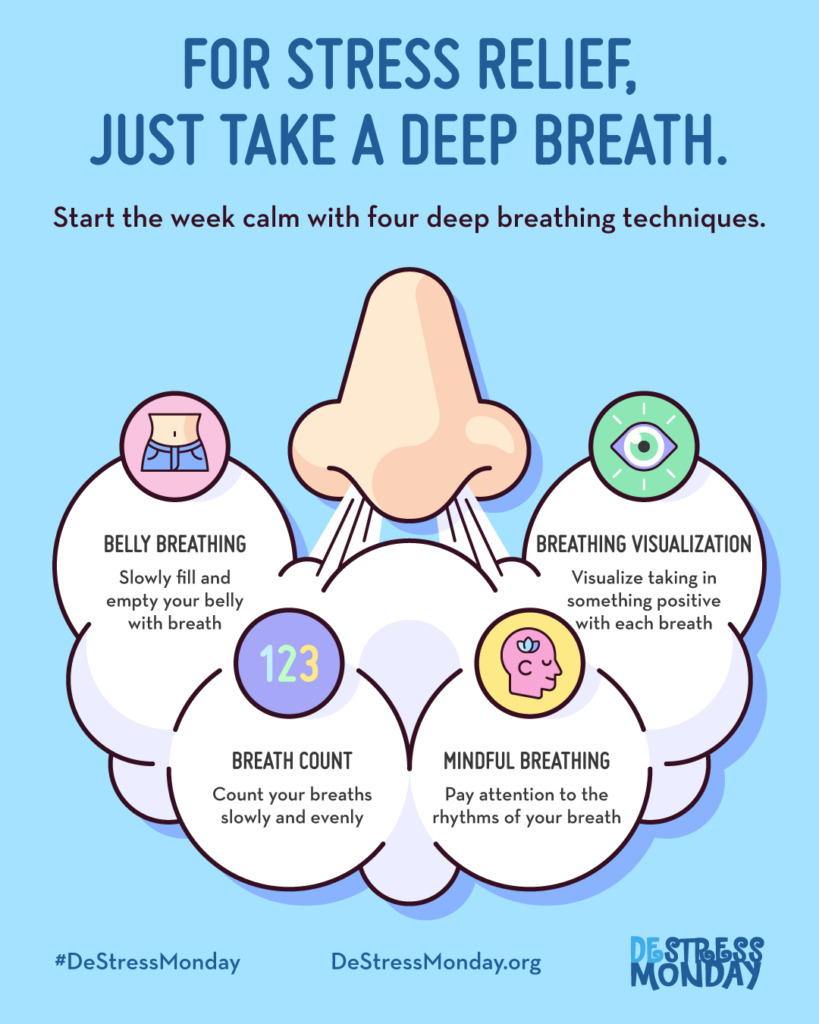 FOR STRESS RELIEF,
JUST TAKE A DEEP BREATH.
Start the week calm with four deep breathing techniques.
BELLY BREATHING
Slowly fill and
empty your belly
with breath
BREATHING VISUALIZATION
Visualize taking in
something positive
with each breath
123
BREATH COUNT
Count your breaths
slowly and evenly
MINDFUL BREATHING
Pay attention to the
rhythms of your breath
#DeStressMonday
DeStressMonday.org
DESTRESS
MONDAY